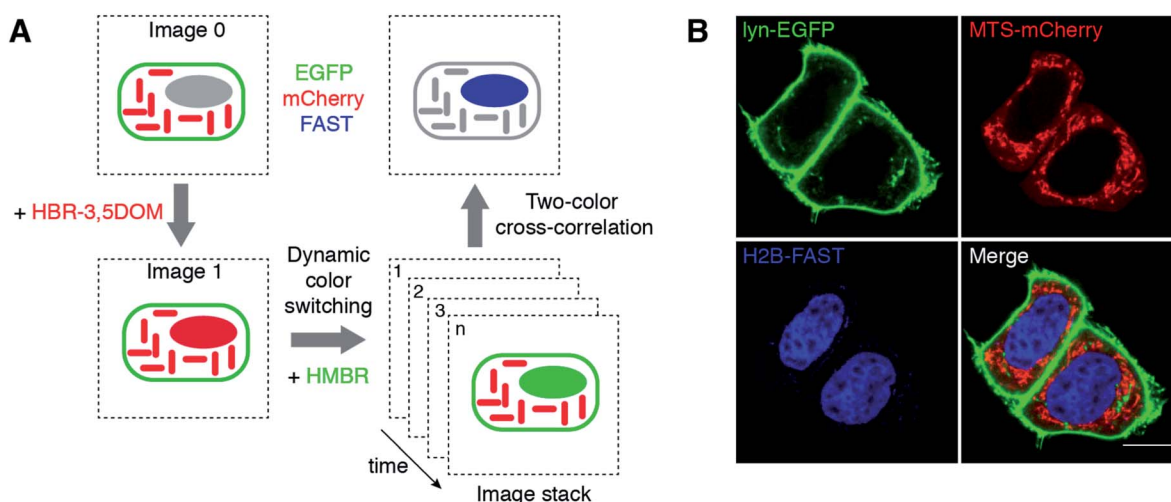 A
Image 0
EGFP
mCherry
FAST
+ HBR-3,5DOM
Two-color
cross-correlation
Image 1
Dynamic
color
switching
+ HMBR
1
2
3
n
time
Image stack
B
lyn-EGFP
MTS-mCherry
H2B-FAST
Merge